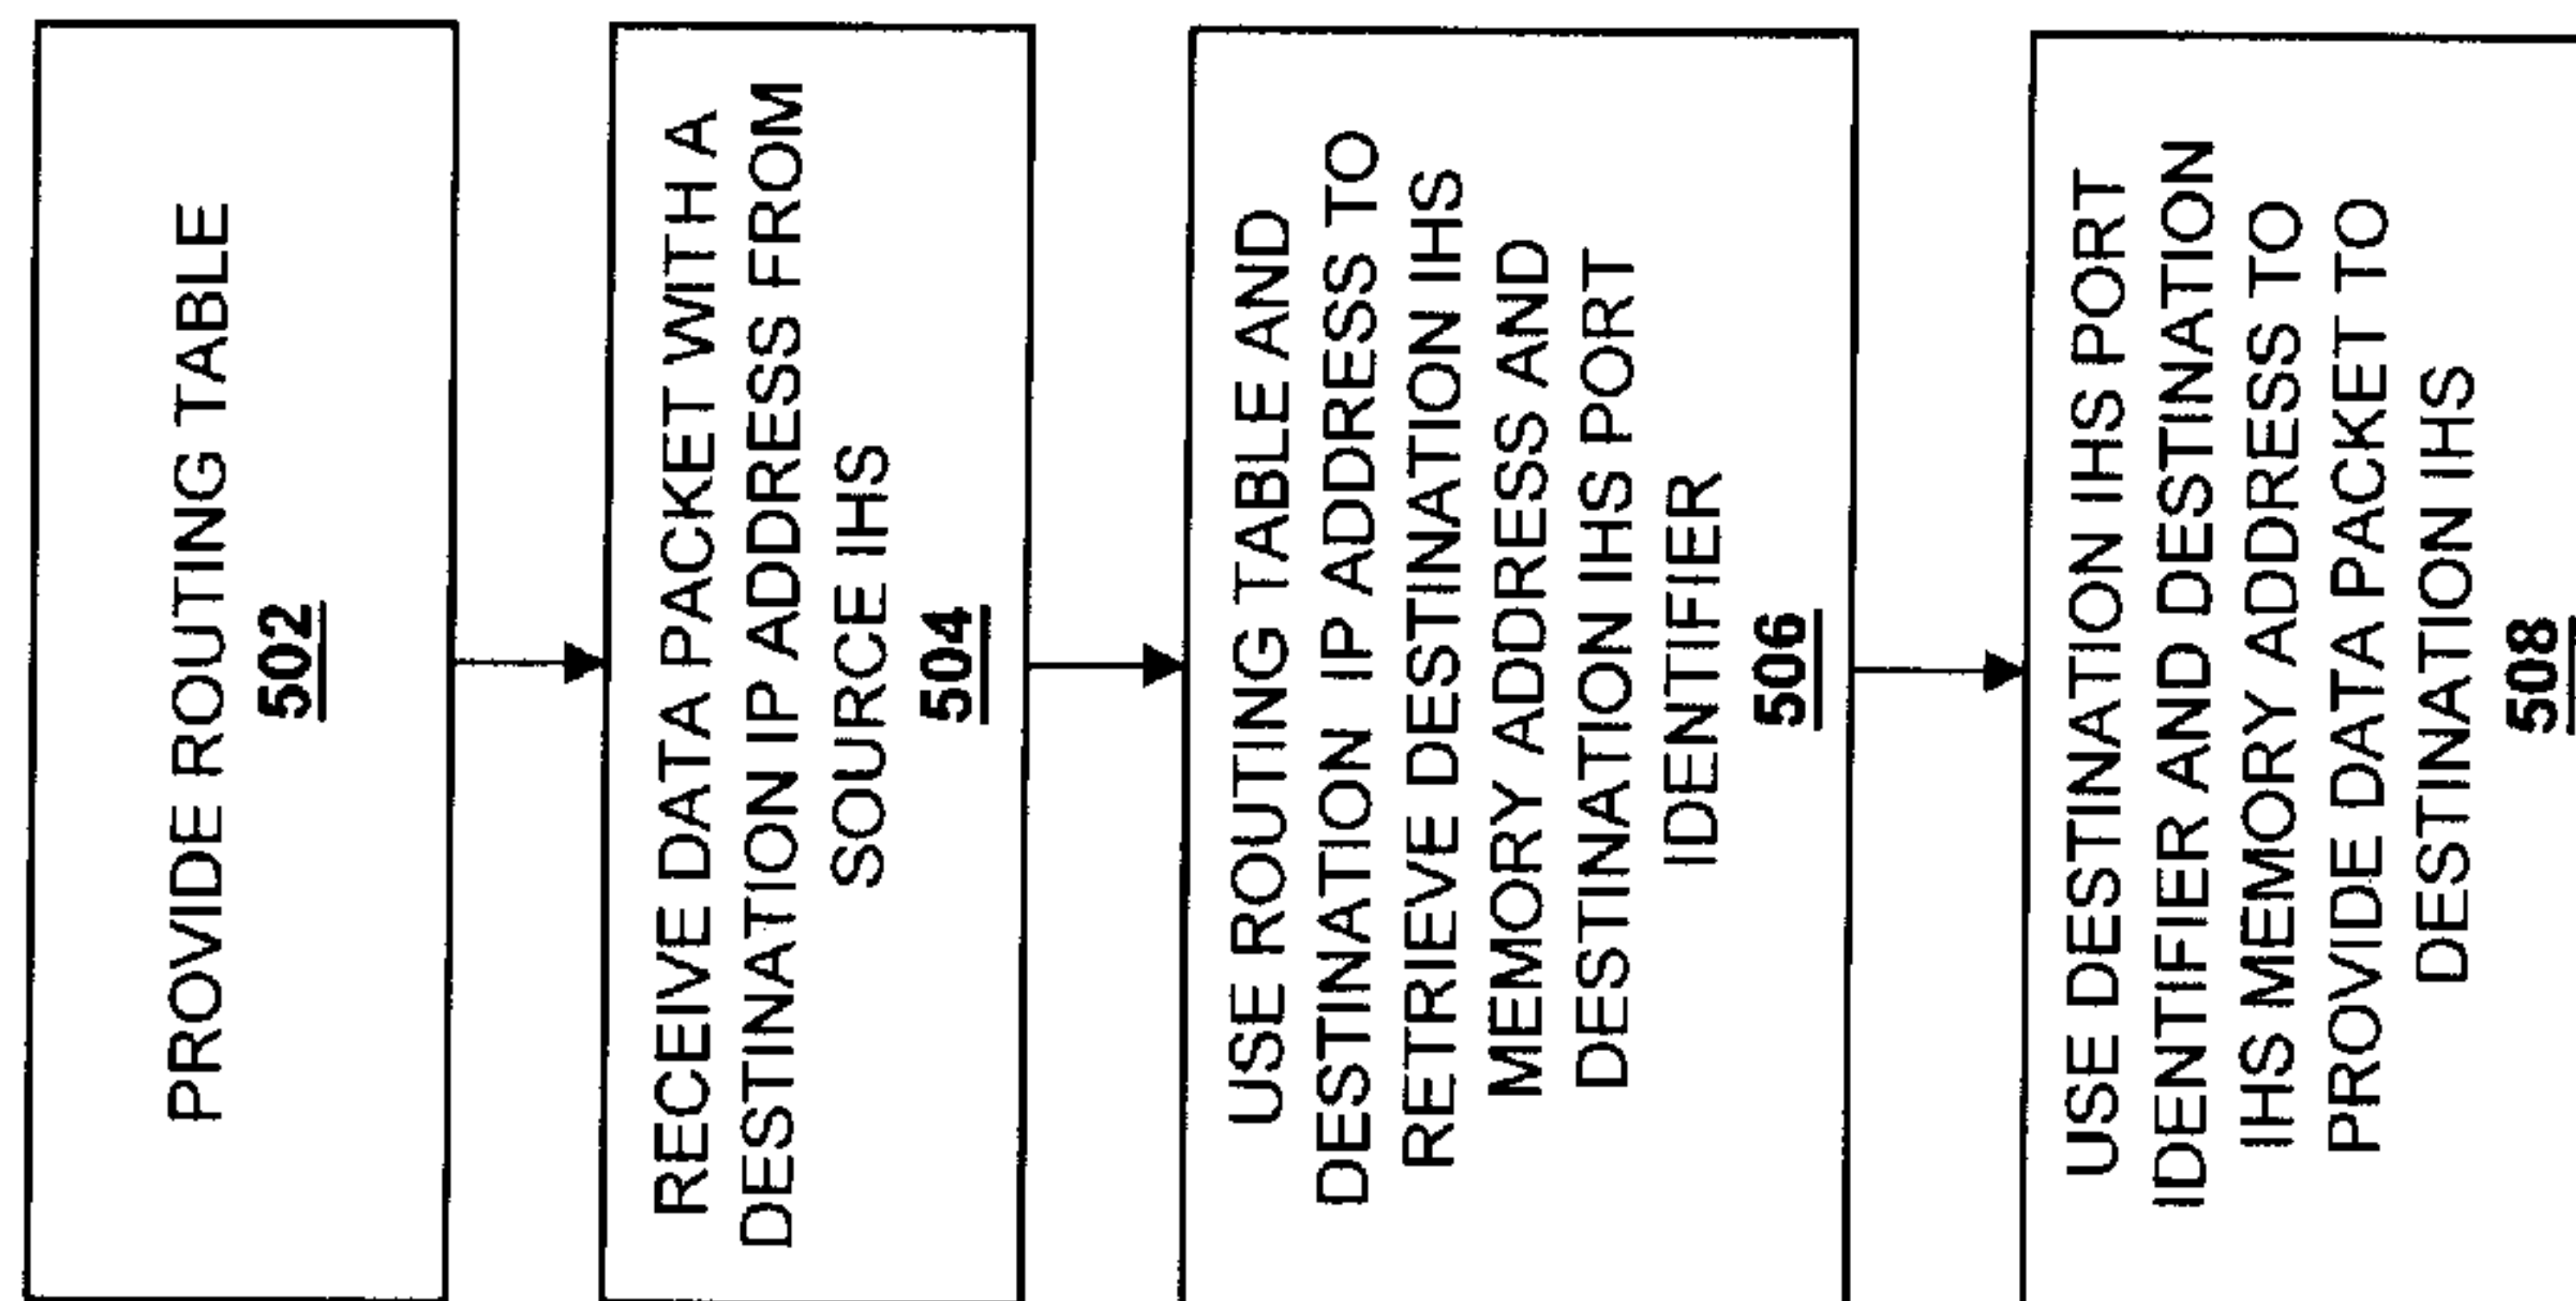 PROVIDE ROUTING TABLE
502
RECEIVE DATA PACKET WITH A
DESTINATION IP ADDRESS FROM
SOURCE IHS
504
USE ROUTING TABLE AND
DESTINATION IP ADDRESS TO
RETRIEVE DESTINATION IHS
MEMORY ADDRESS AND
DESTINATION IHS PORT
IDENTIFIER
506
USE DESTINATION IHS PORT
IDENTIFIER AND DESTINATION
IHS MEMORY ADDRESS TO
PROVIDE DATA PACKET TO
DESTINATION IHS
508